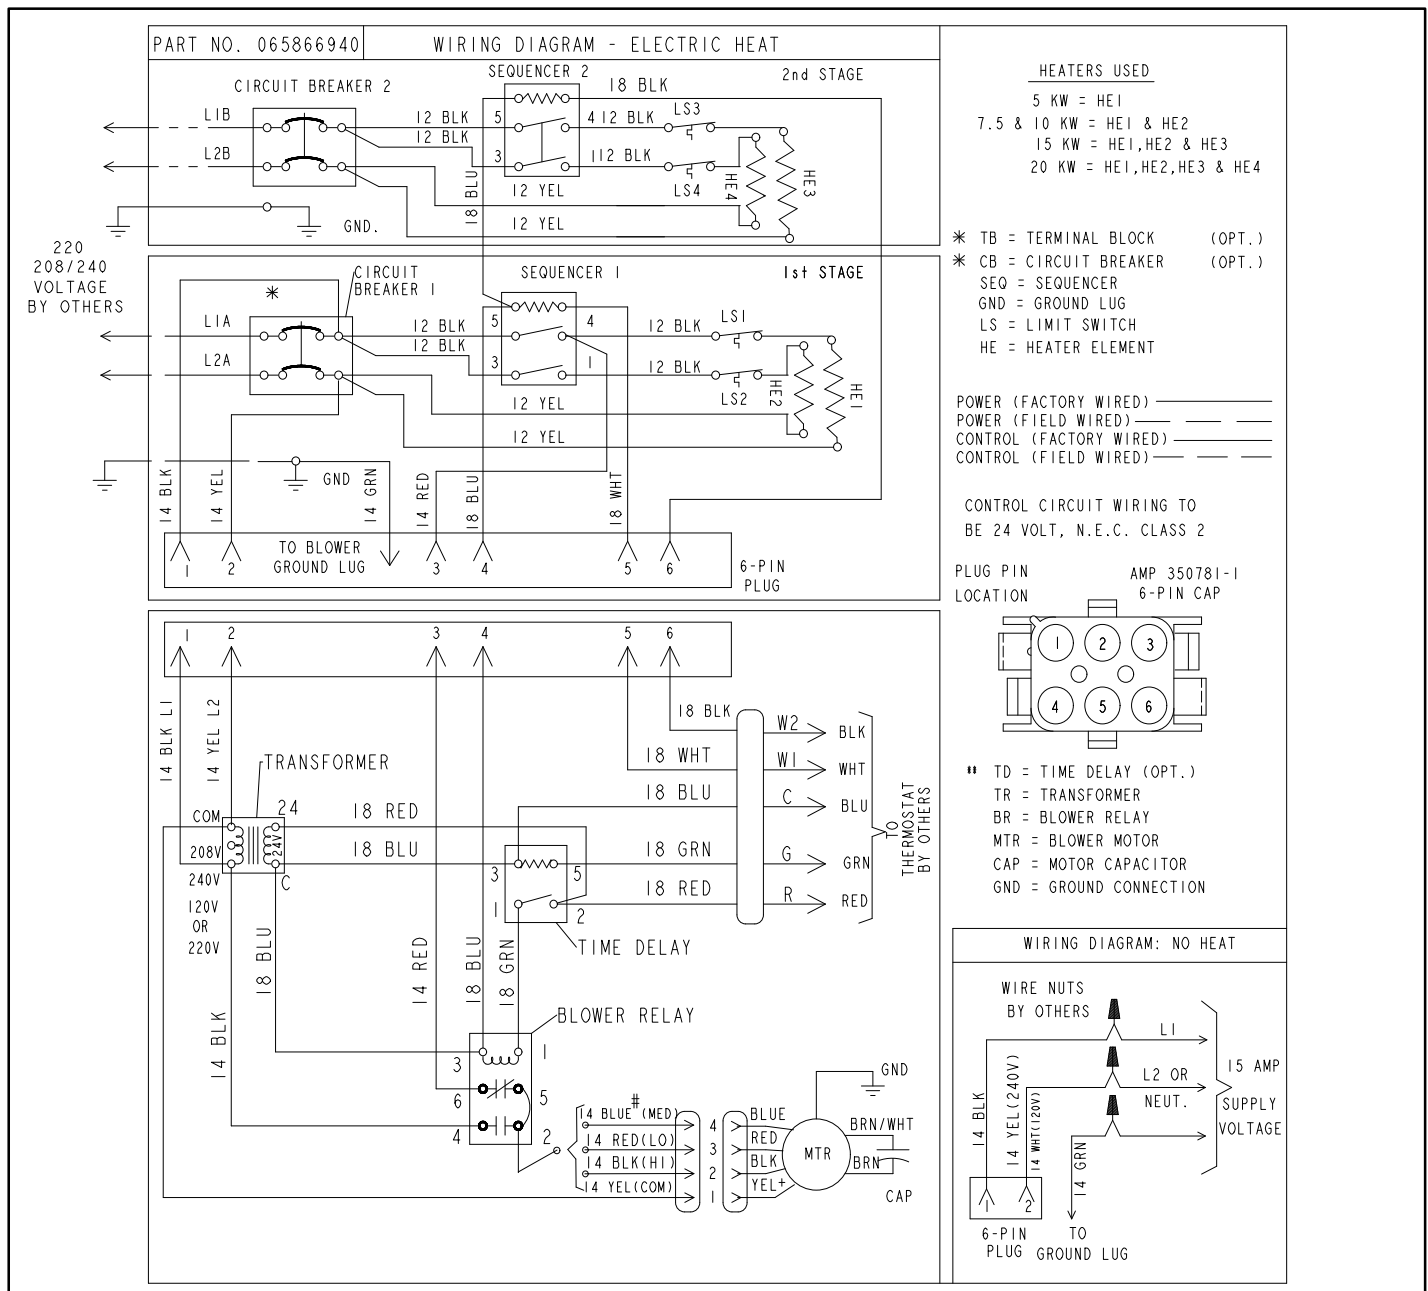 PART NO. 065866940
WIRING DIAGRAM - ELECTRIC HEAT
SEQUENCER 2
2nd STAGE
CIRCUIT BREAKER 2
18 BLK
L1B
12 BLK
12 BLK
5
4
12 BLK
LS3
L2B
3
1
12 BLK
LS4
HE4
HE3
18 BLU
12 YEL
12 YEL
GND.
220
208/240
VOLTAGE
BY OTHERS
CIRCUIT
BREAKER 1
*
SEQUENCER 1
1st STAGE
L1A
12 BLK
12 BLK
5
4
12 BLK
LS1
L2A
3
1
12 BLK
LS2
HE2
HE1
12 YEL
12 YEL
14 BLK
14 YEL
GND
14 GRN
14 RED
18 BLU
18 WHT
TO BLOWER
GROUND LUG
1
2
3
4
5
6
6-PIN
PLUG
1
2
3
4
5
6
14 BLK L1
14 YEL L2
18 BLK
W2
BLK
18 WHT
W1
WHT
18 BLU
C
BLU
18 GRN
G
GRN
18 RED
R
RED
TO
THERMOSTAT
BY OTHERS
TRANSFORMER
COM
24
18 RED
208V
24V
18 BLU
240V
C
120V
OR
220V
3
5
1
2
TIME DELAY
18 BLU
14 RED
18 BLU
18 GRN
14 BLK
BLOWER RELAY
3
1
6
5
4
2
#
14 BLUE (MED)
14 RED(LO)
14 BLK(HI)
14 YEL(COM)
4
3
2
1
BLUE
RED
BLK
YEL+
MTR
GND
BRN/WHT
BRN
CAP
HEATERS USED
5 KW = HE1
7.5 & 10 KW = HE1 & HE2
15 KW = HE1,HE2 & HE3
20 KW = HE1,HE2,HE3 & HE4
* TB = TERMINAL BLOCK (OPT.)
* CB = CIRCUIT BREAKER (OPT.)
SEQ = SEQUENCER
GND = GROUND LUG
LS = LIMIT SWITCH
HE = HEATER ELEMENT
POWER (FACTORY WIRED)
POWER (FIELD WIRED)
CONTROL (FACTORY WIRED)
CONTROL (FIELD WIRED)
CONTROL CIRCUIT WIRING TO
BE 24 VOLT, N.E.C. CLASS 2
PLUG PIN
LOCATION
AMP 350781-1
6-PIN CAP
1 2 3
4 5 6
** TD = TIME DELAY (OPT.)
TR = TRANSFORMER
BR = BLOWER RELAY
MTR = BLOWER MOTOR
CAP = MOTOR CAPACITOR
GND = GROUND CONNECTION
WIRING DIAGRAM: NO HEAT
WIRE NUTS
BY OTHERS
L1
L2 OR
NEUT.
15 AMP
SUPPLY
VOLTAGE
14 BLK
14 YEL(240V)
14 WHT(120V)
14 GRN
1
2
6-PIN
PLUG
TO
GROUND LUG